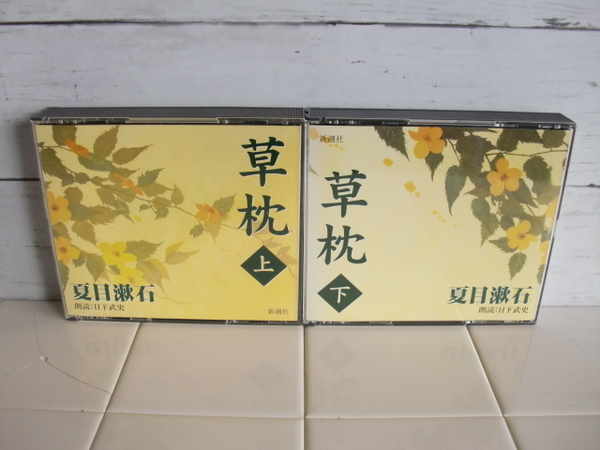 草枕
上
夏目漱石
朗読:日下武史
新潮社
新潮社
草枕
下
夏目漱石
朗読:日下武史